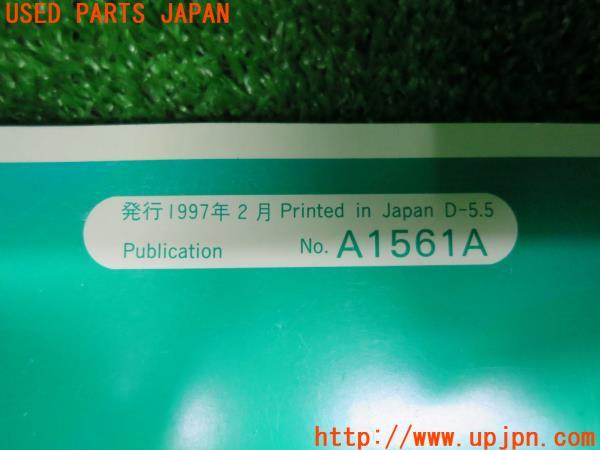 USED PARTS JAPAN
発行1997年2月 Printed in Japan D-5.5
Publication No. A1561A
http://www.upjpn.com